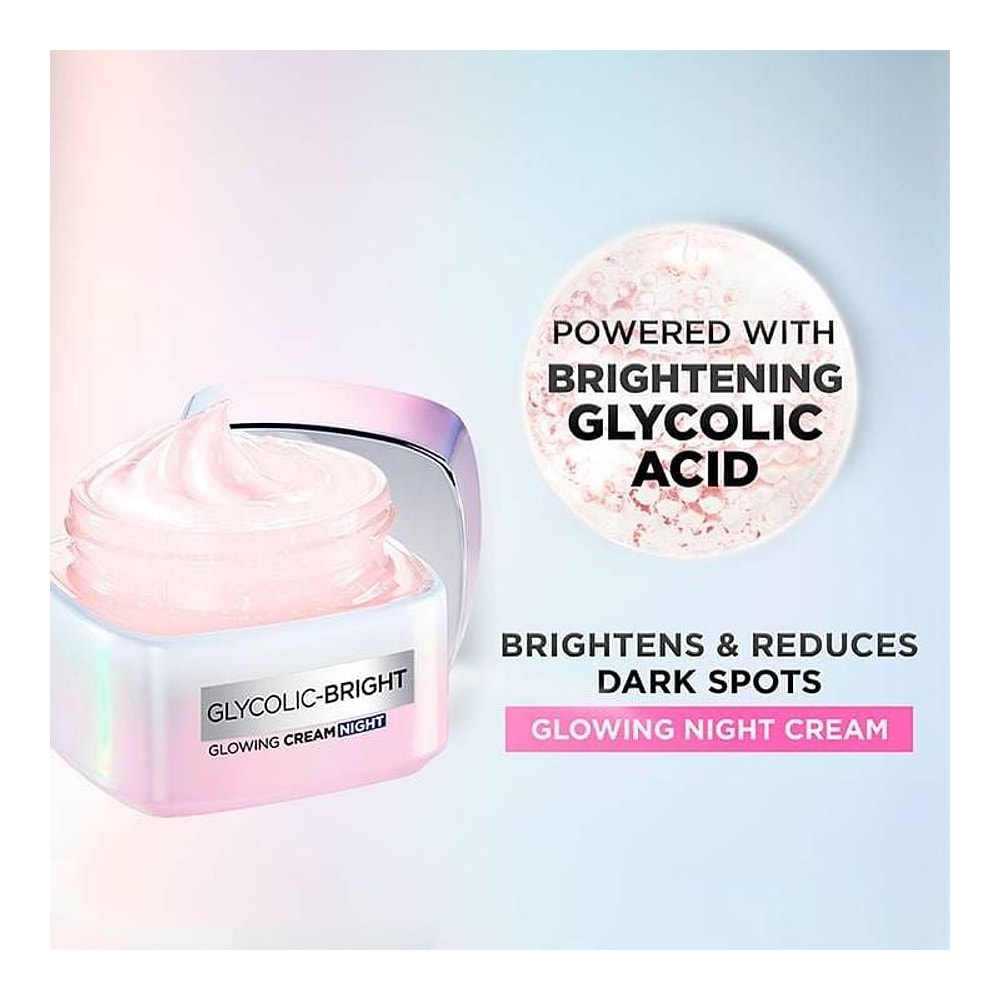 POWERED WITH
BRIGHTENING
GLYCOLIC
ACID
BRIGHTENS & REDUCES
DARK SPOTS
GLOWING NIGHT CREAM
GLYCOLIC-BRIGHT
GLOWING CREAM NIGHT